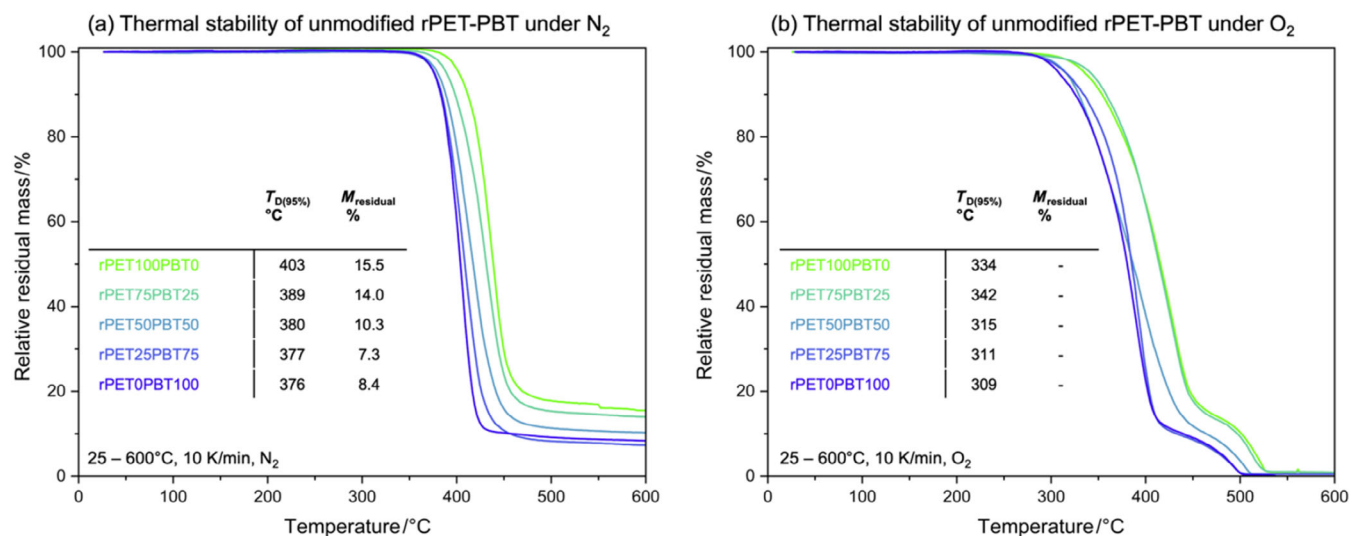 (a) Thermal stability of unmodified rPET-PBT under N₂
Relative residual mass/%
100
80
60
40
20
0
T_D(95%) M_residual
°C %
rPET100PBT0 403 15.5
rPET75PBT25 389 14.0
rPET50PBT50 380 10.3
rPET25PBT75 377 7.3
rPET0PBT100 376 8.4
25 – 600°C, 10 K/min, N₂
0 100 200 300 400 500 600
Temperature/°C
(b) Thermal stability of unmodified rPET-PBT under O₂
Relative residual mass/%
100
80
60
40
20
0
T_D(95%) M_residual
°C %
rPET100PBT0 334 -
rPET75PBT25 342 -
rPET50PBT50 315 -
rPET25PBT75 311 -
rPET0PBT100 309 -
25 – 600°C, 10 K/min, O₂
0 100 200 300 400 500 600
Temperature/°C